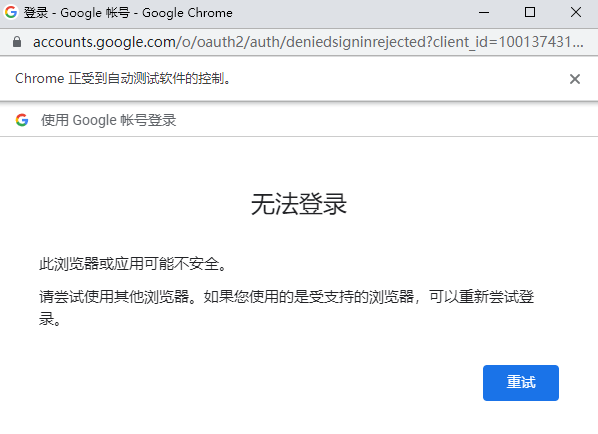 登录 - Google 帐号 - Google Chrome
accounts.google.com/o/oauth2/auth/deniedsigninrejected?client_id=100137431...
Chrome 正受到自动测试软件的控制。
使用 Google 帐号登录
无法登录
此浏览器或应用可能不安全。
请尝试使用其他浏览器。如果您使用的是受支持的浏览器，可以重新尝试登
录。
重试